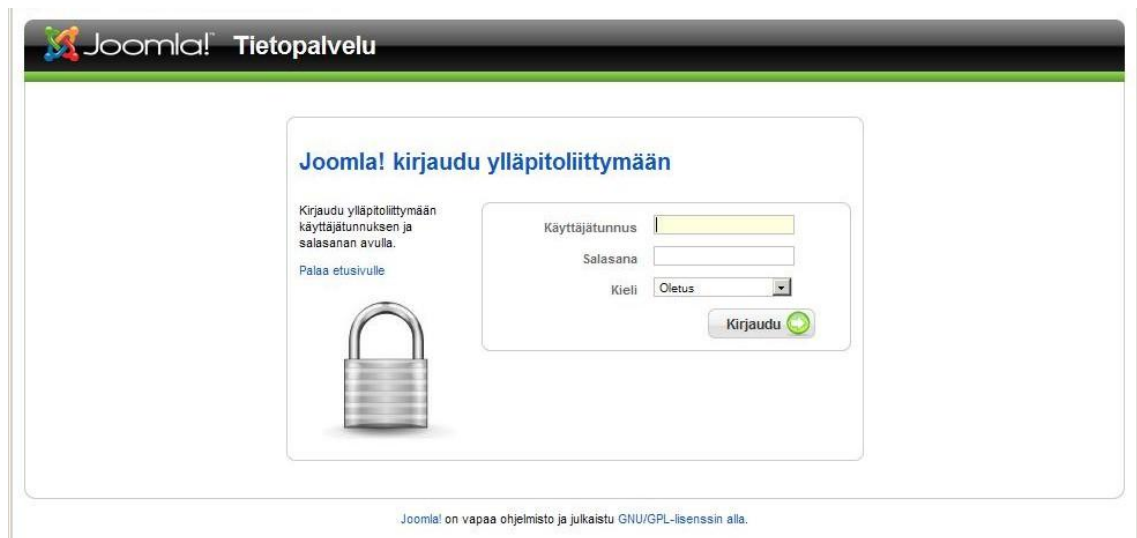 Joomla!™ Tietopalvelu
Joomla! kirjaudu ylläpitoliittymään
Kirjaudu ylläpitoliittymään
käyttäjätunnuksen ja
salasanan avulla.
Palaa etusivulle
Käyttäjätunnus
Salasana
Kieli Oletus
Kirjaudu
Joomla! on vapaa ohjelmisto ja julkaistu GNU/GPL-lisenssin alla.